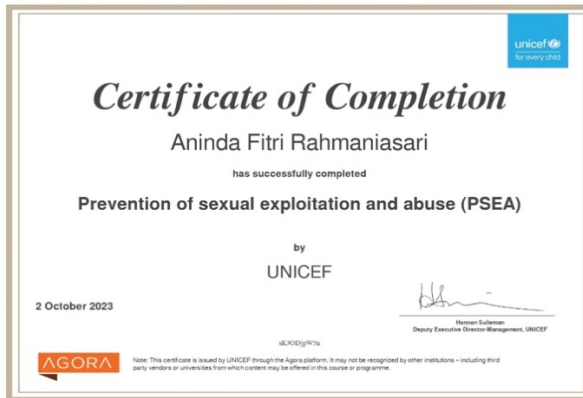 unicef
for every child
Certificate of Completion
Aninda Fitri Rahmaniasari
has successfully completed
Prevention of sexual exploitation and abuse (PSEA)
by
UNICEF
2 October 2023
Hannan Sulieman
Deputy Executive Director-Management, UNICEF
AGORA
Note: This certificate is issued by UNICEF through the Agora platform. It may not be recognized by other institutions – including third
party vendors or universities from which content may be offered in this course or programme.